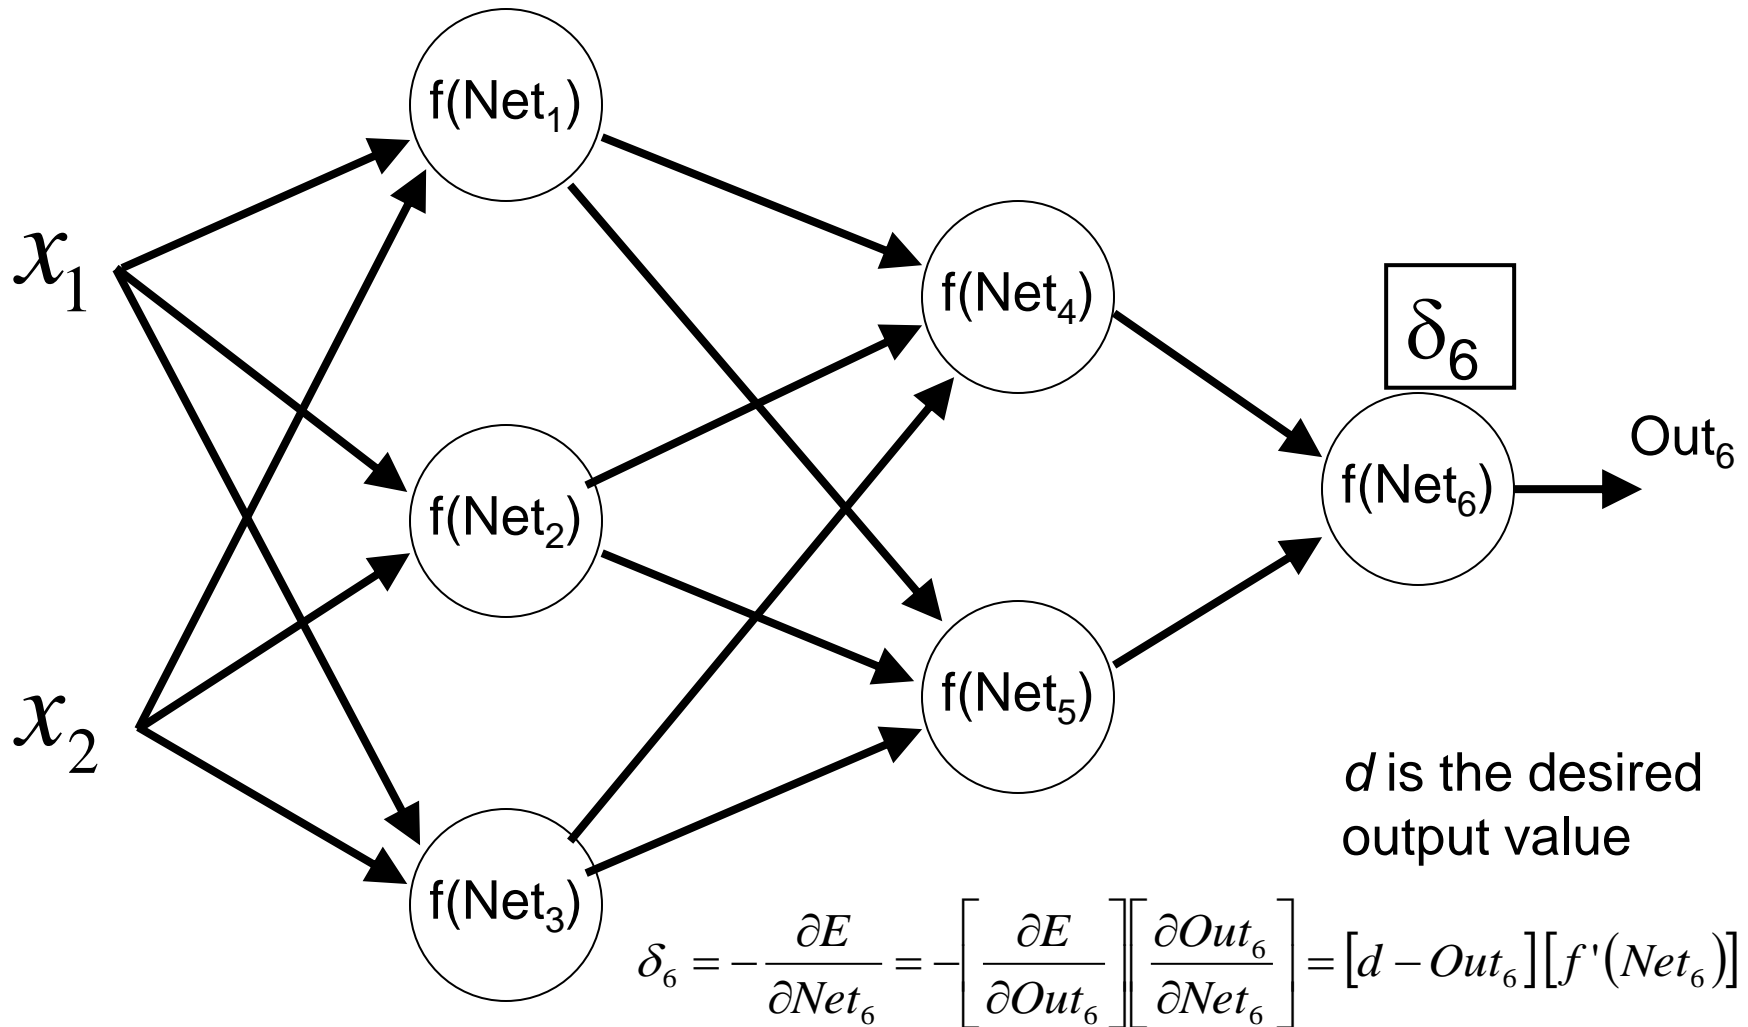 f(Net₁)
x₁
f(Net₄)
δ₆
Out₆
f(Net₆)
f(Net₂)
f(Net₅)
x₂
d is the desired
output value
f(Net₃)
δ₆ = −∂E/∂Net₆ = −[∂E/∂Out₆][∂Out₆/∂Net₆] = [d − Out₆][f'(Net₆)]